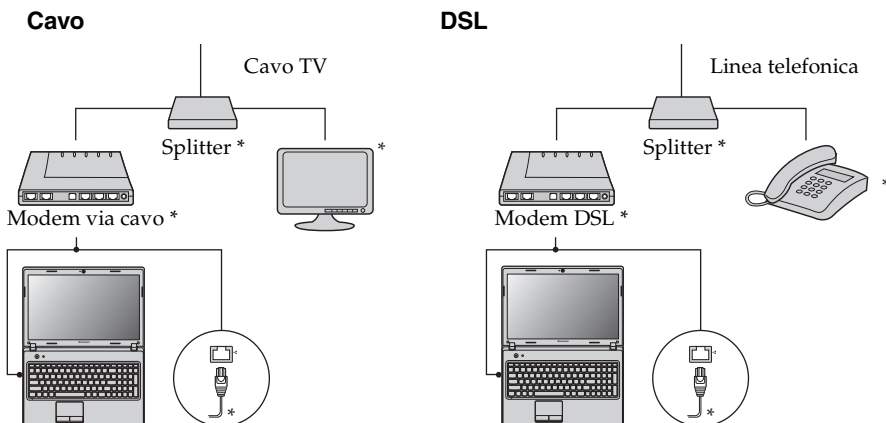 Cavo
Cavo TV
Splitter *
*
Modem via cavo *
*
DSL
Linea telefonica
Splitter *
*
Modem DSL *
*